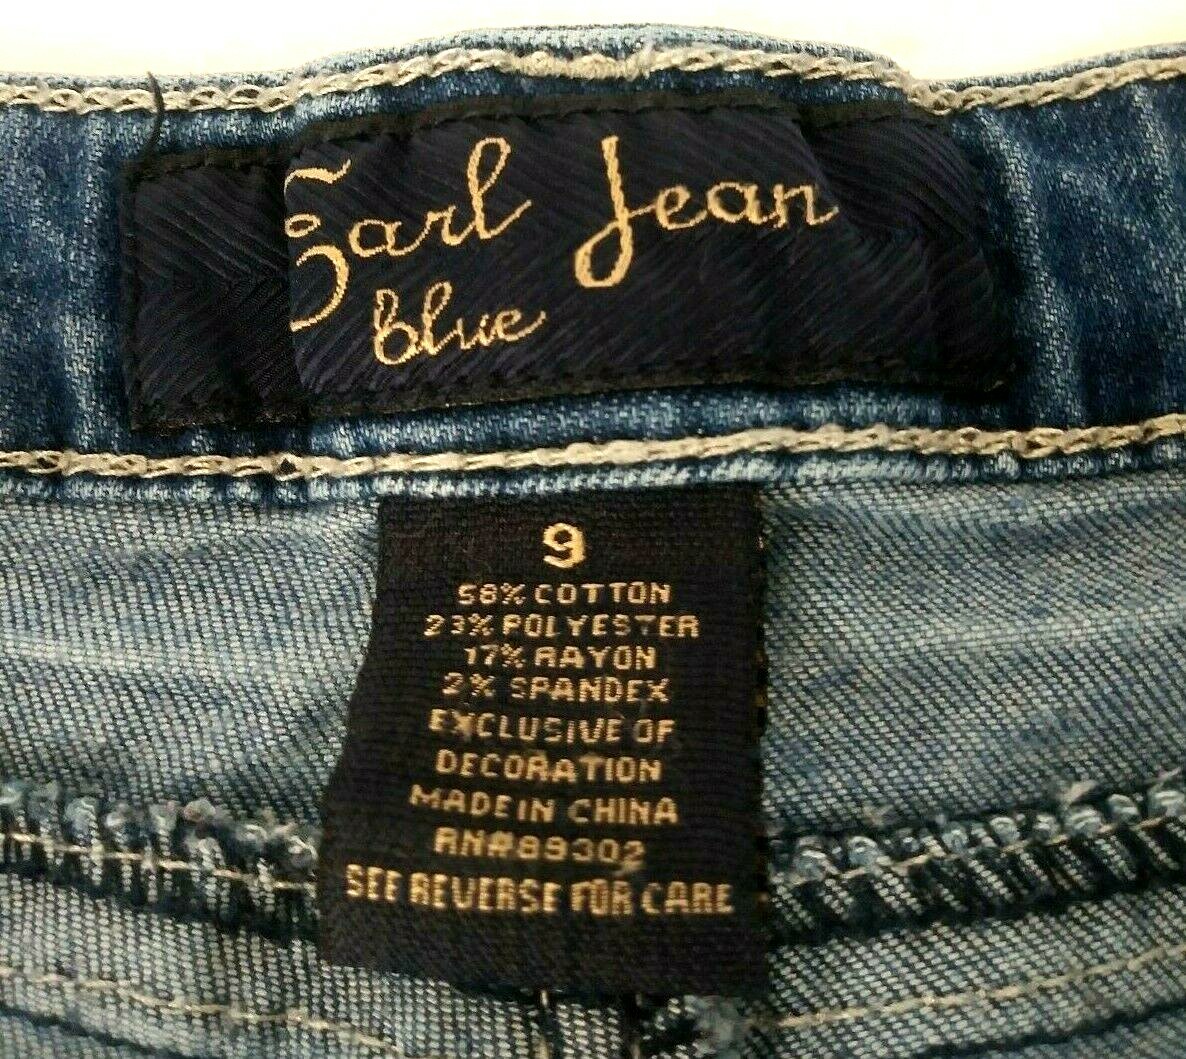 Earl Jean
blue
9
58% COTTON
23% POLYESTER
17% RAYON
2% SPANDEX
EXCLUSIVE OF
DECORATION
MADE IN CHINA
RN#89302
SEE REVERSE FOR CARE